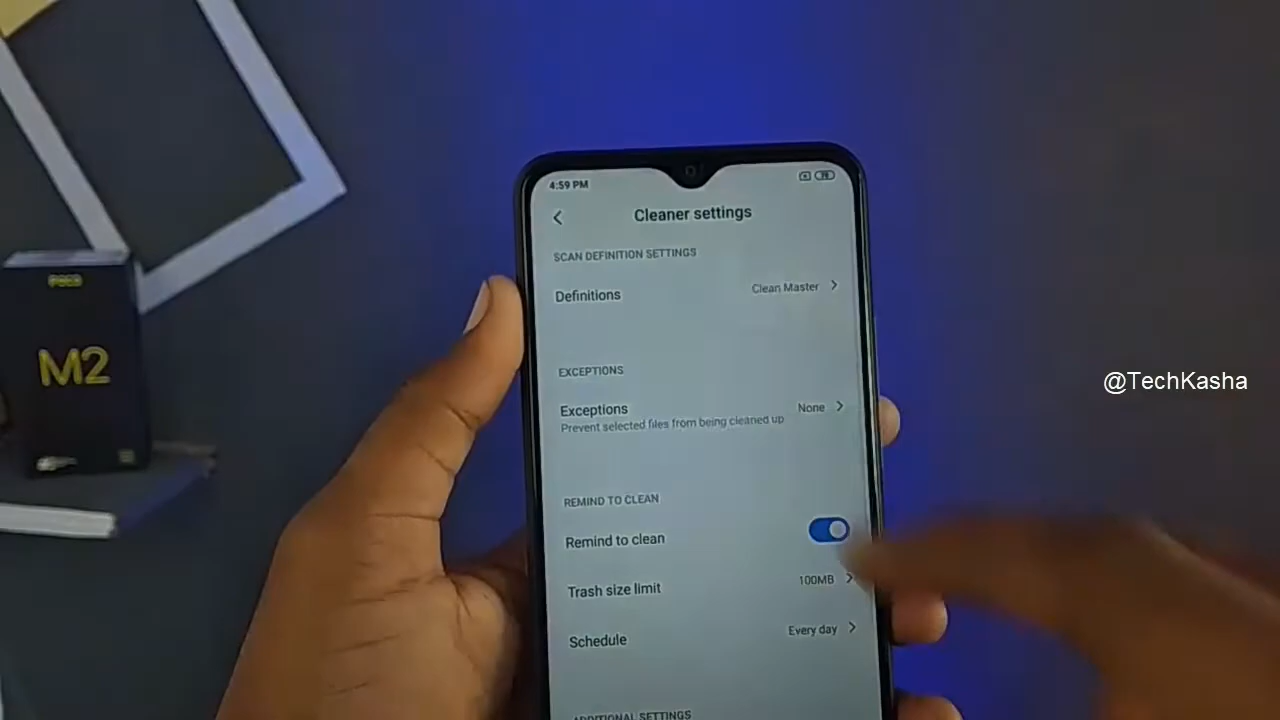 4:59 PM
Cleaner settings
SCAN DEFINITION SETTINGS
Definitions
Clean Master
EXCEPTIONS
Exceptions
None
Prevent selected files from being cleaned up
REMIND TO CLEAN
Remind to clean
Trash size limit
100MB
Schedule
Every day
ADDITIONAL SETTINGS
POCO
M2
@TechKasha